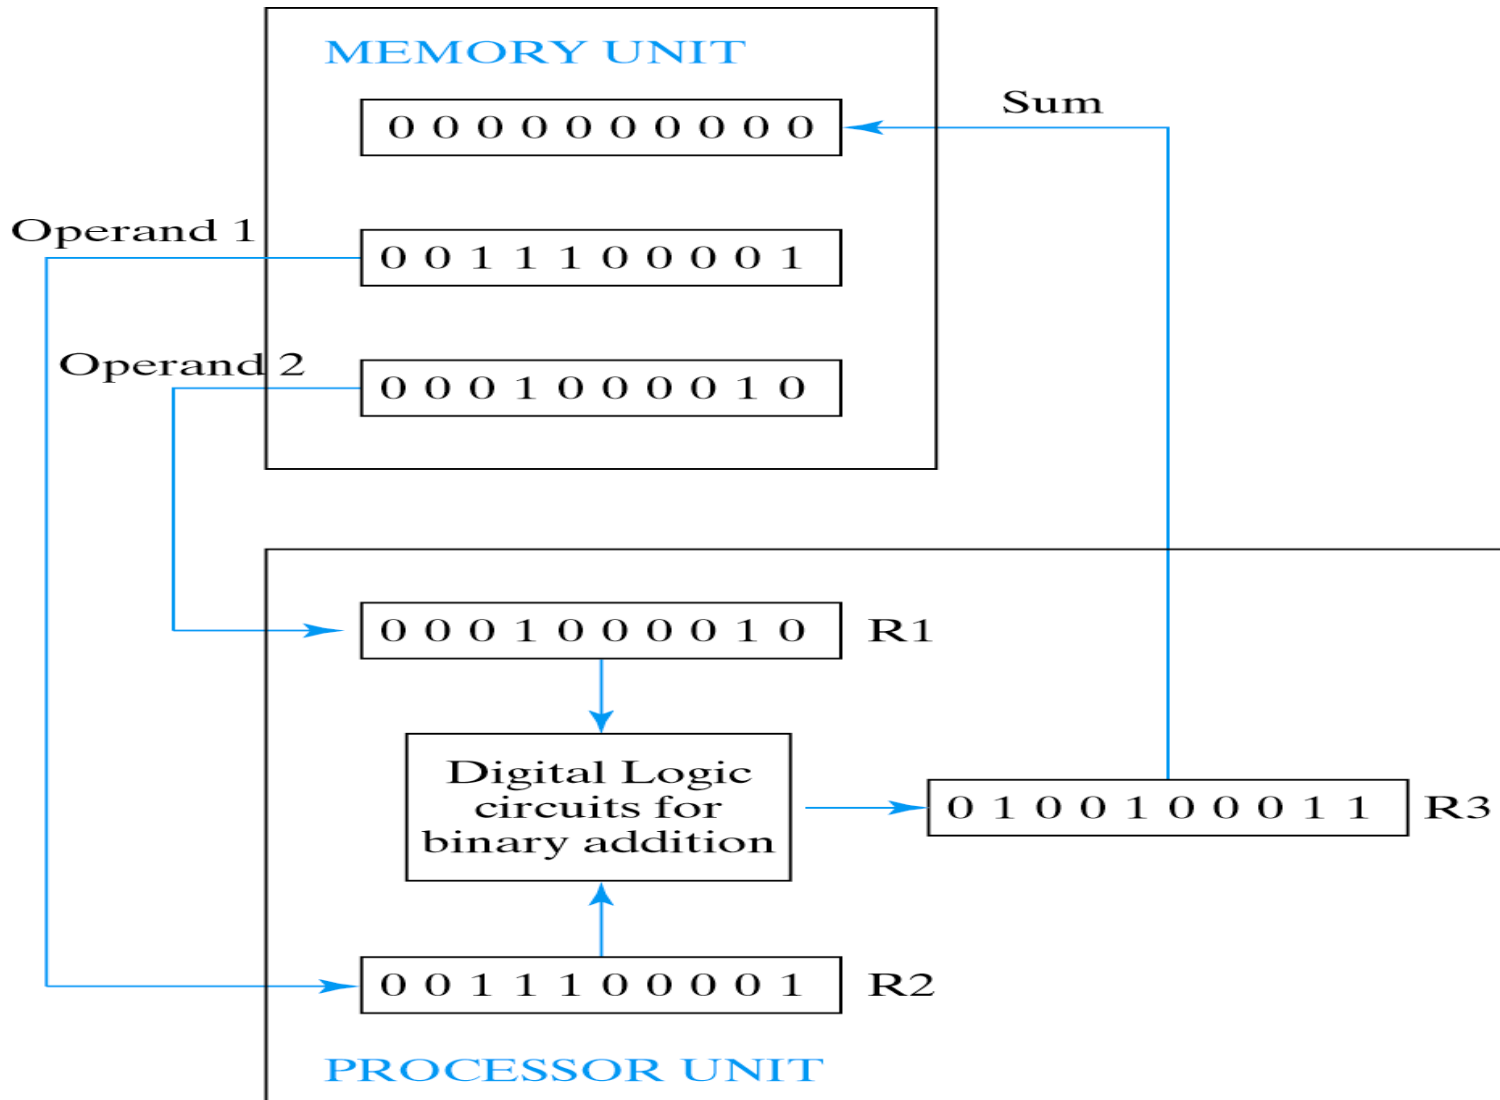 MEMORY UNIT
Sum
0 0 0 0 0 0 0 0 0 0
Operand 1
0 0 1 1 1 0 0 0 0 1
Operand 2
0 0 0 1 0 0 0 0 1 0
0 0 0 1 0 0 0 0 1 0 R1
Digital Logic
circuits for
binary addition
0 1 0 0 1 0 0 0 1 1 R3
0 0 1 1 1 0 0 0 0 1 R2
PROCESSOR UNIT